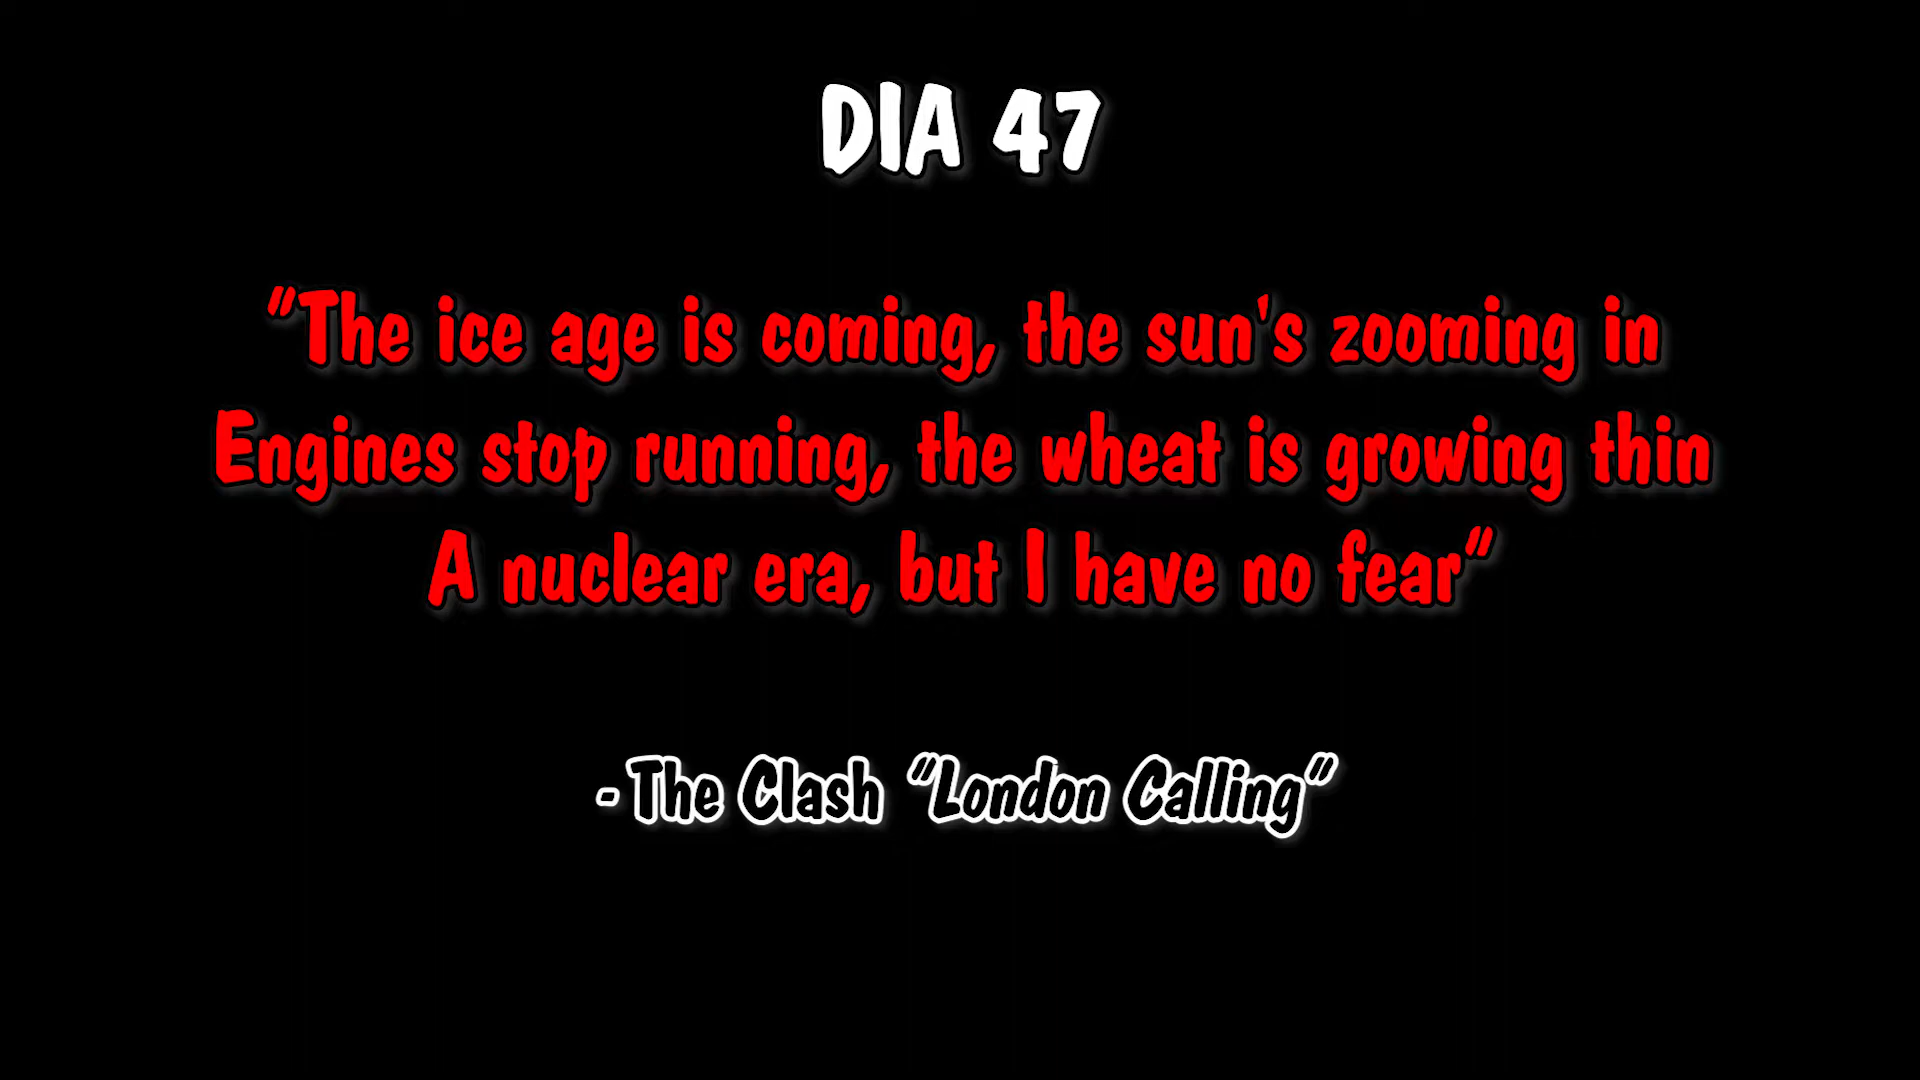 DIA 47
"The ice age is coming, the sun's zooming in
Engines stop running, the wheat is growing thin
A nuclear era, but I have no fear"
- The Clash "London Calling"